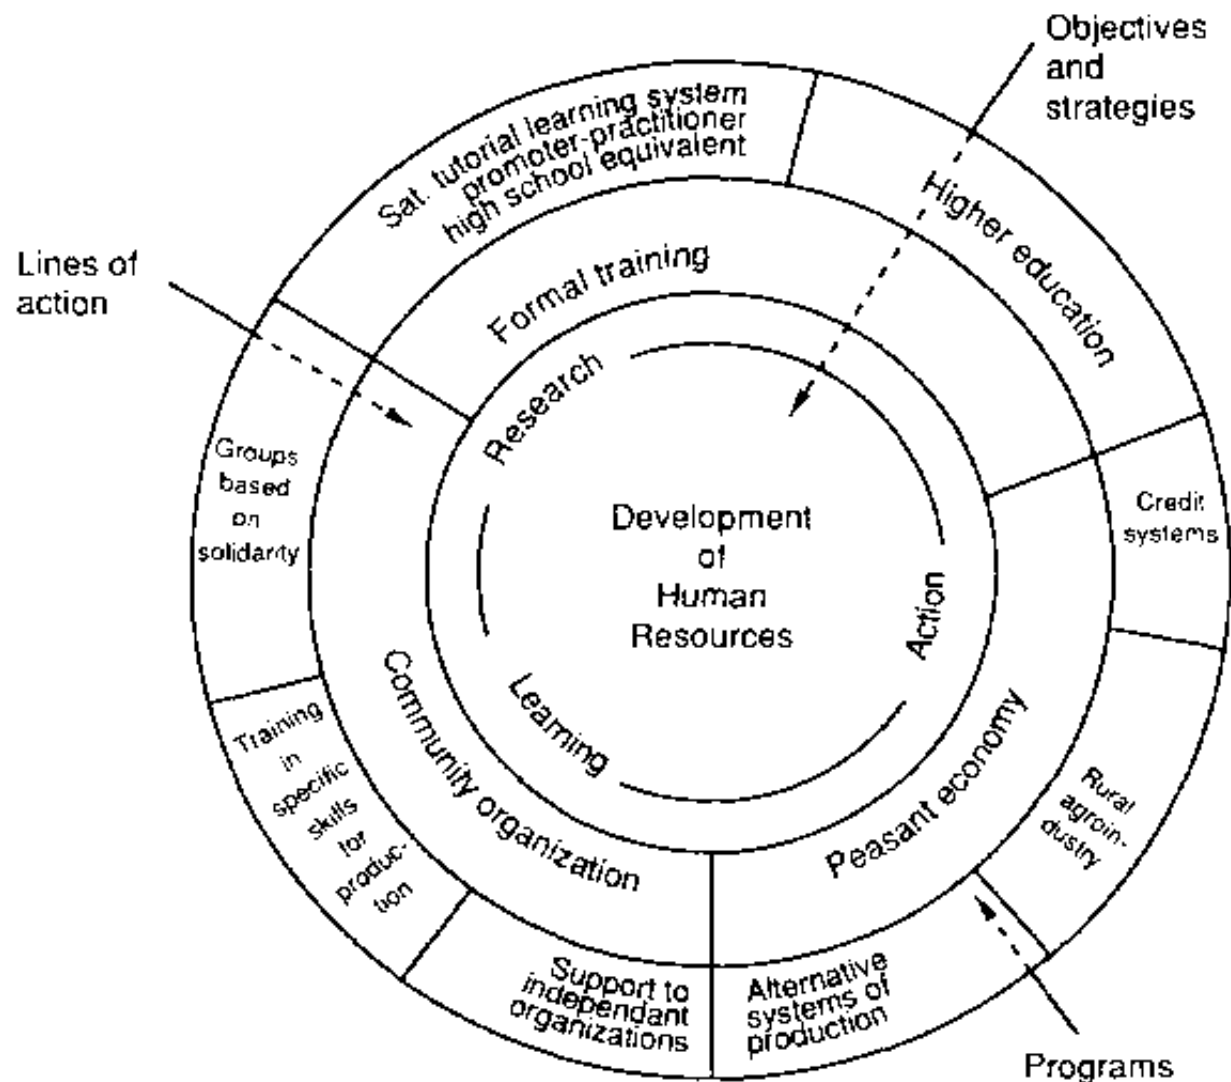 Objectives
and
strategies
Sat. tutorial learning system
promoter-practitioner
high school equivalent
Higher education
Lines of
action
Formal training
Research
Groups
based
on
solidarity
Development
of
Human
Resources
Credit
systems
Action
Learning
Community organization
Peasant economy
Training
in
specific
skills
for
produc-
tion
Rural
agroin-
dustry
Support to
independant
organizations
Alternative
systems of
production
Programs